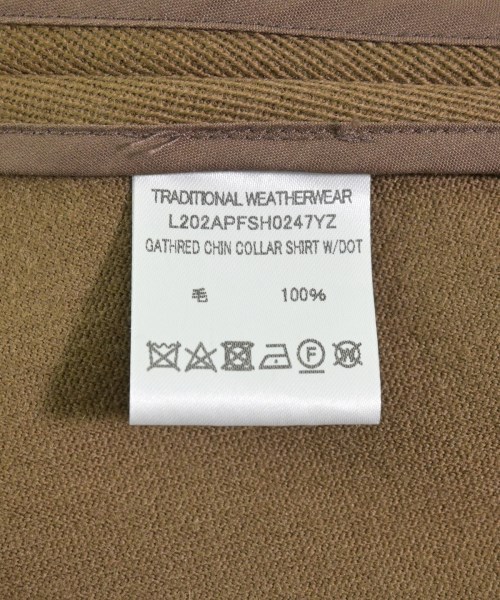 TRADITIONAL WEATHERWEAR
L202APFSH0247YZ
GATHRED CHIN COLLAR SHIRT W/DOT
毛 100%
F W